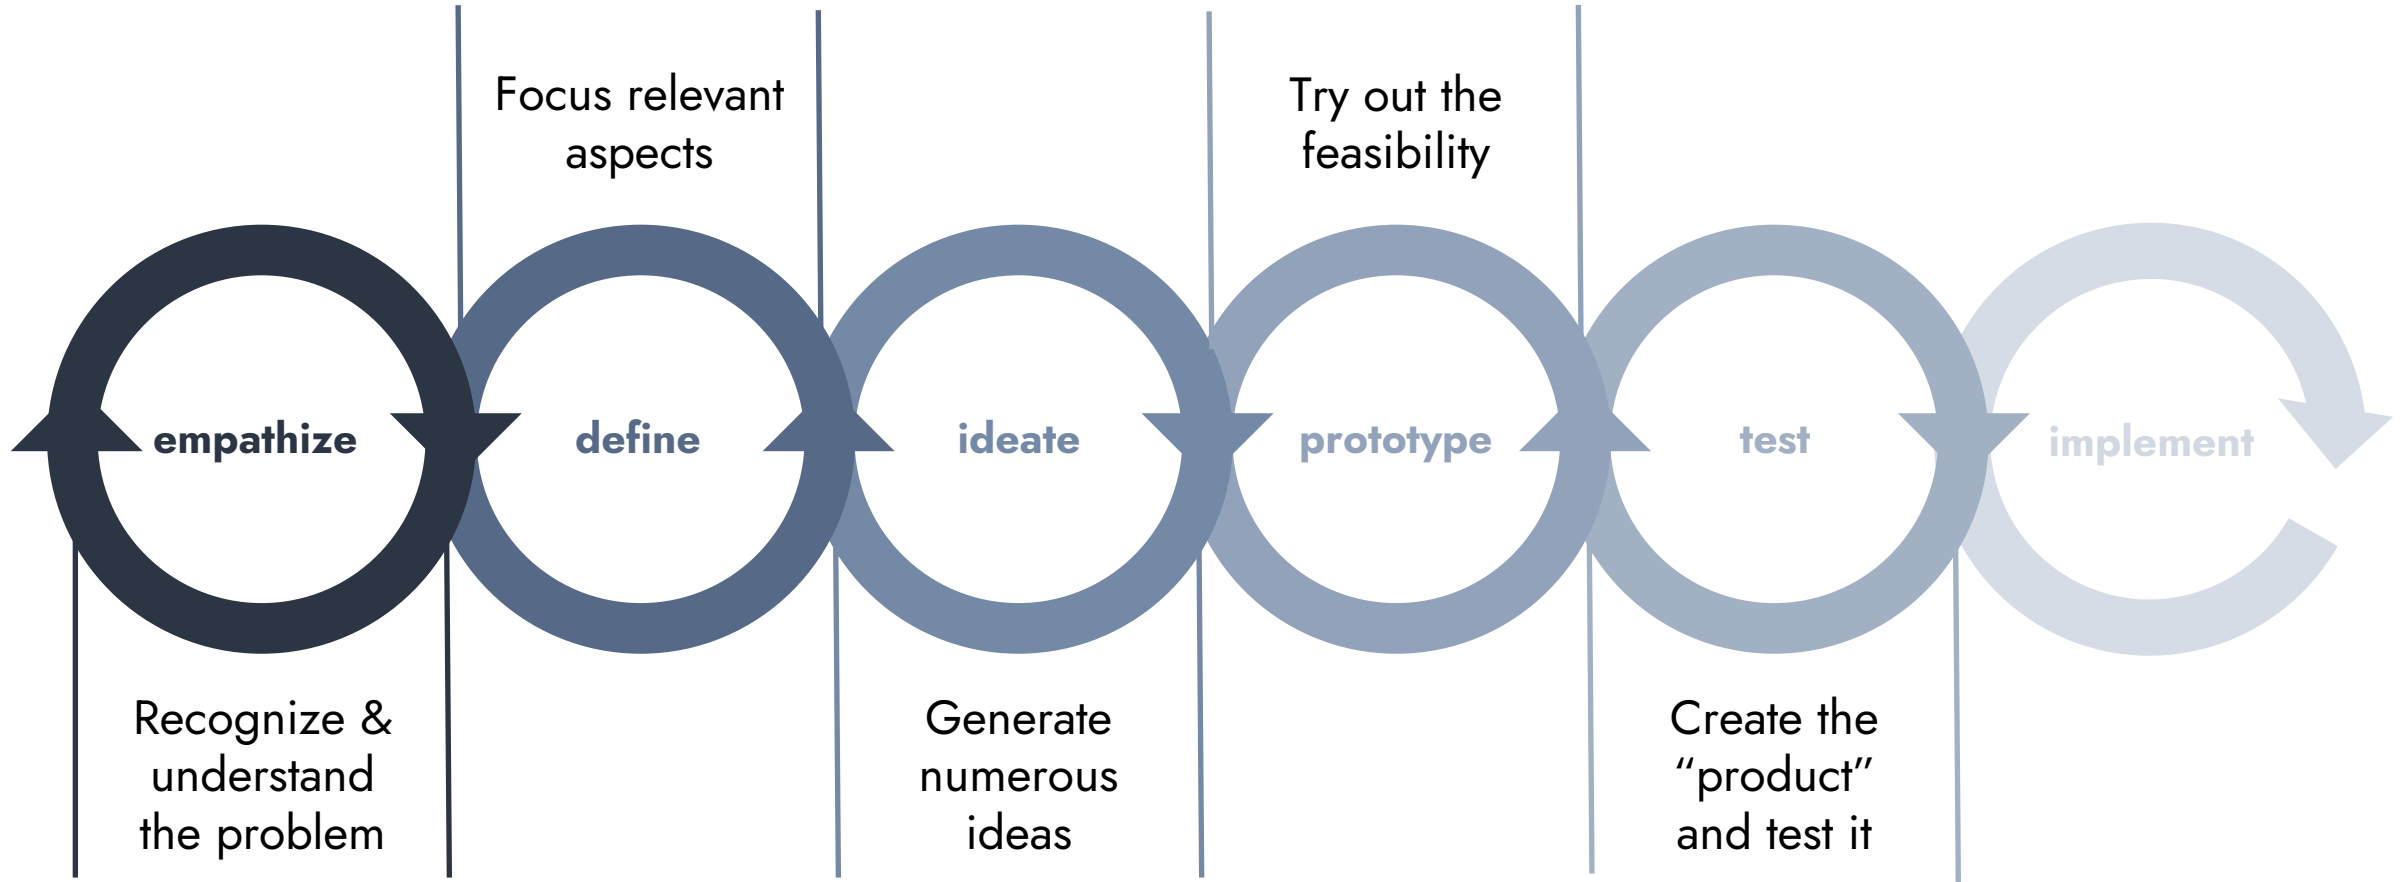 Focus relevant
aspects
Try out the
feasibility
empathize
define
ideate
prototype
test
implement
Recognize &
understand
the problem
Generate
numerous
ideas
Create the
“product”
and test it